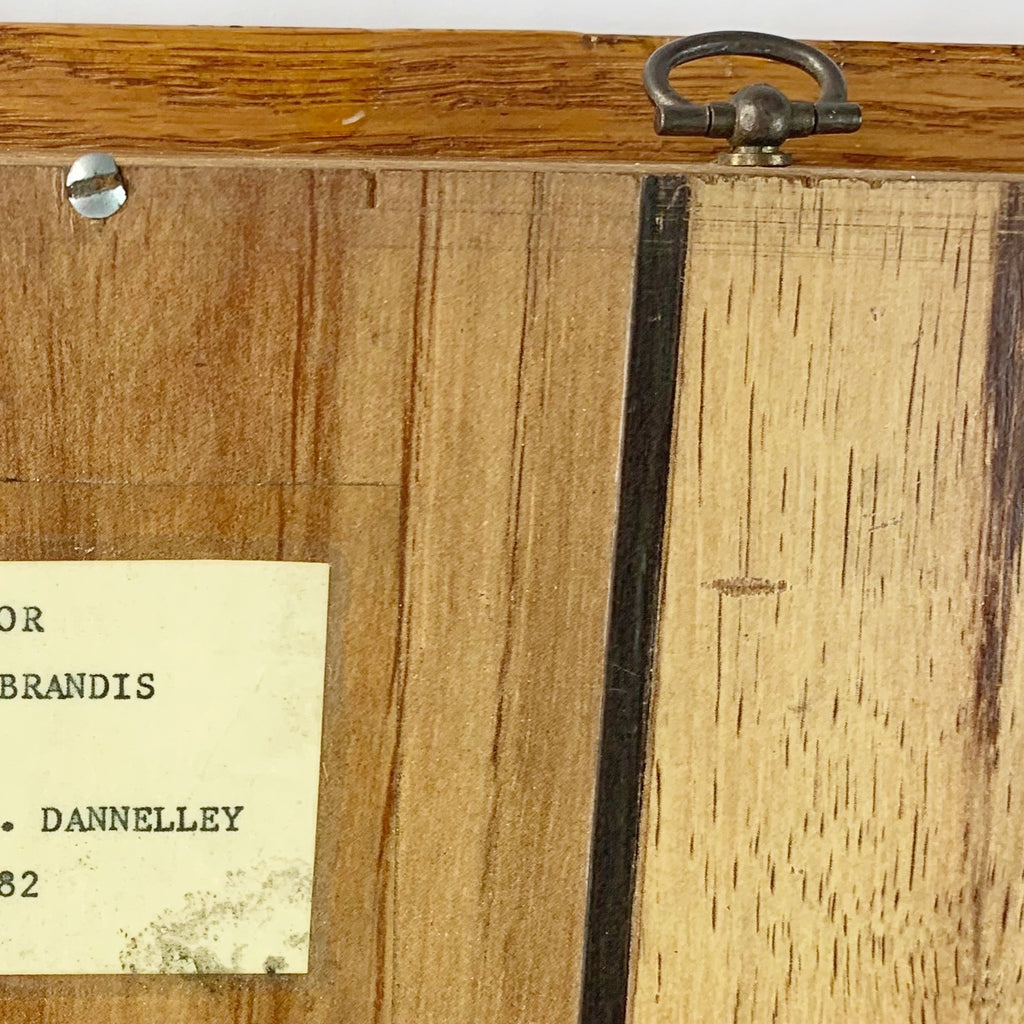 OR
BRANDIS
. DANNELLEY
82